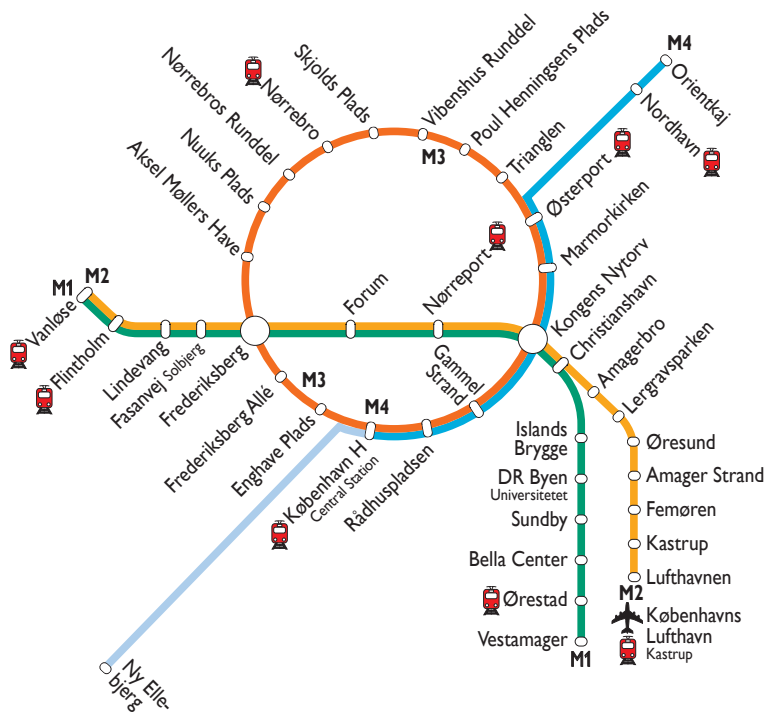 M4
Orientkaj
Nordhavn
Vibenshus Runddel
Poul Henningsens Plads
Skjolds Plads
Nørrebro
Nørrebros Runddel
Nuuks Plads
Aksel Møllers Have
M3
Trianglen
Østerport
Marmorkirken
Kongens Nytorv
Christianshavn
Amagerbro
Lergravsparken
M1
M2
Vanløse
Flintholm
Lindevang
Fasanvej Solbjerg
Frederiksberg
Forum
Nørreport
Gammel
Strand
M3
M4
Frederiksberg Allé
Enghave Plads
København H
Central Station
Rådhuspladsen
Islands
Brygge
DR Byen
Universitetet
Sundby
Bella Center
Ørestad
Vestamager
M1
Øresund
Amager Strand
Femøren
Kastrup
Lufthavnen
M2
Københavns
Lufthavn
Kastrup
Ny Elle-
bjerg